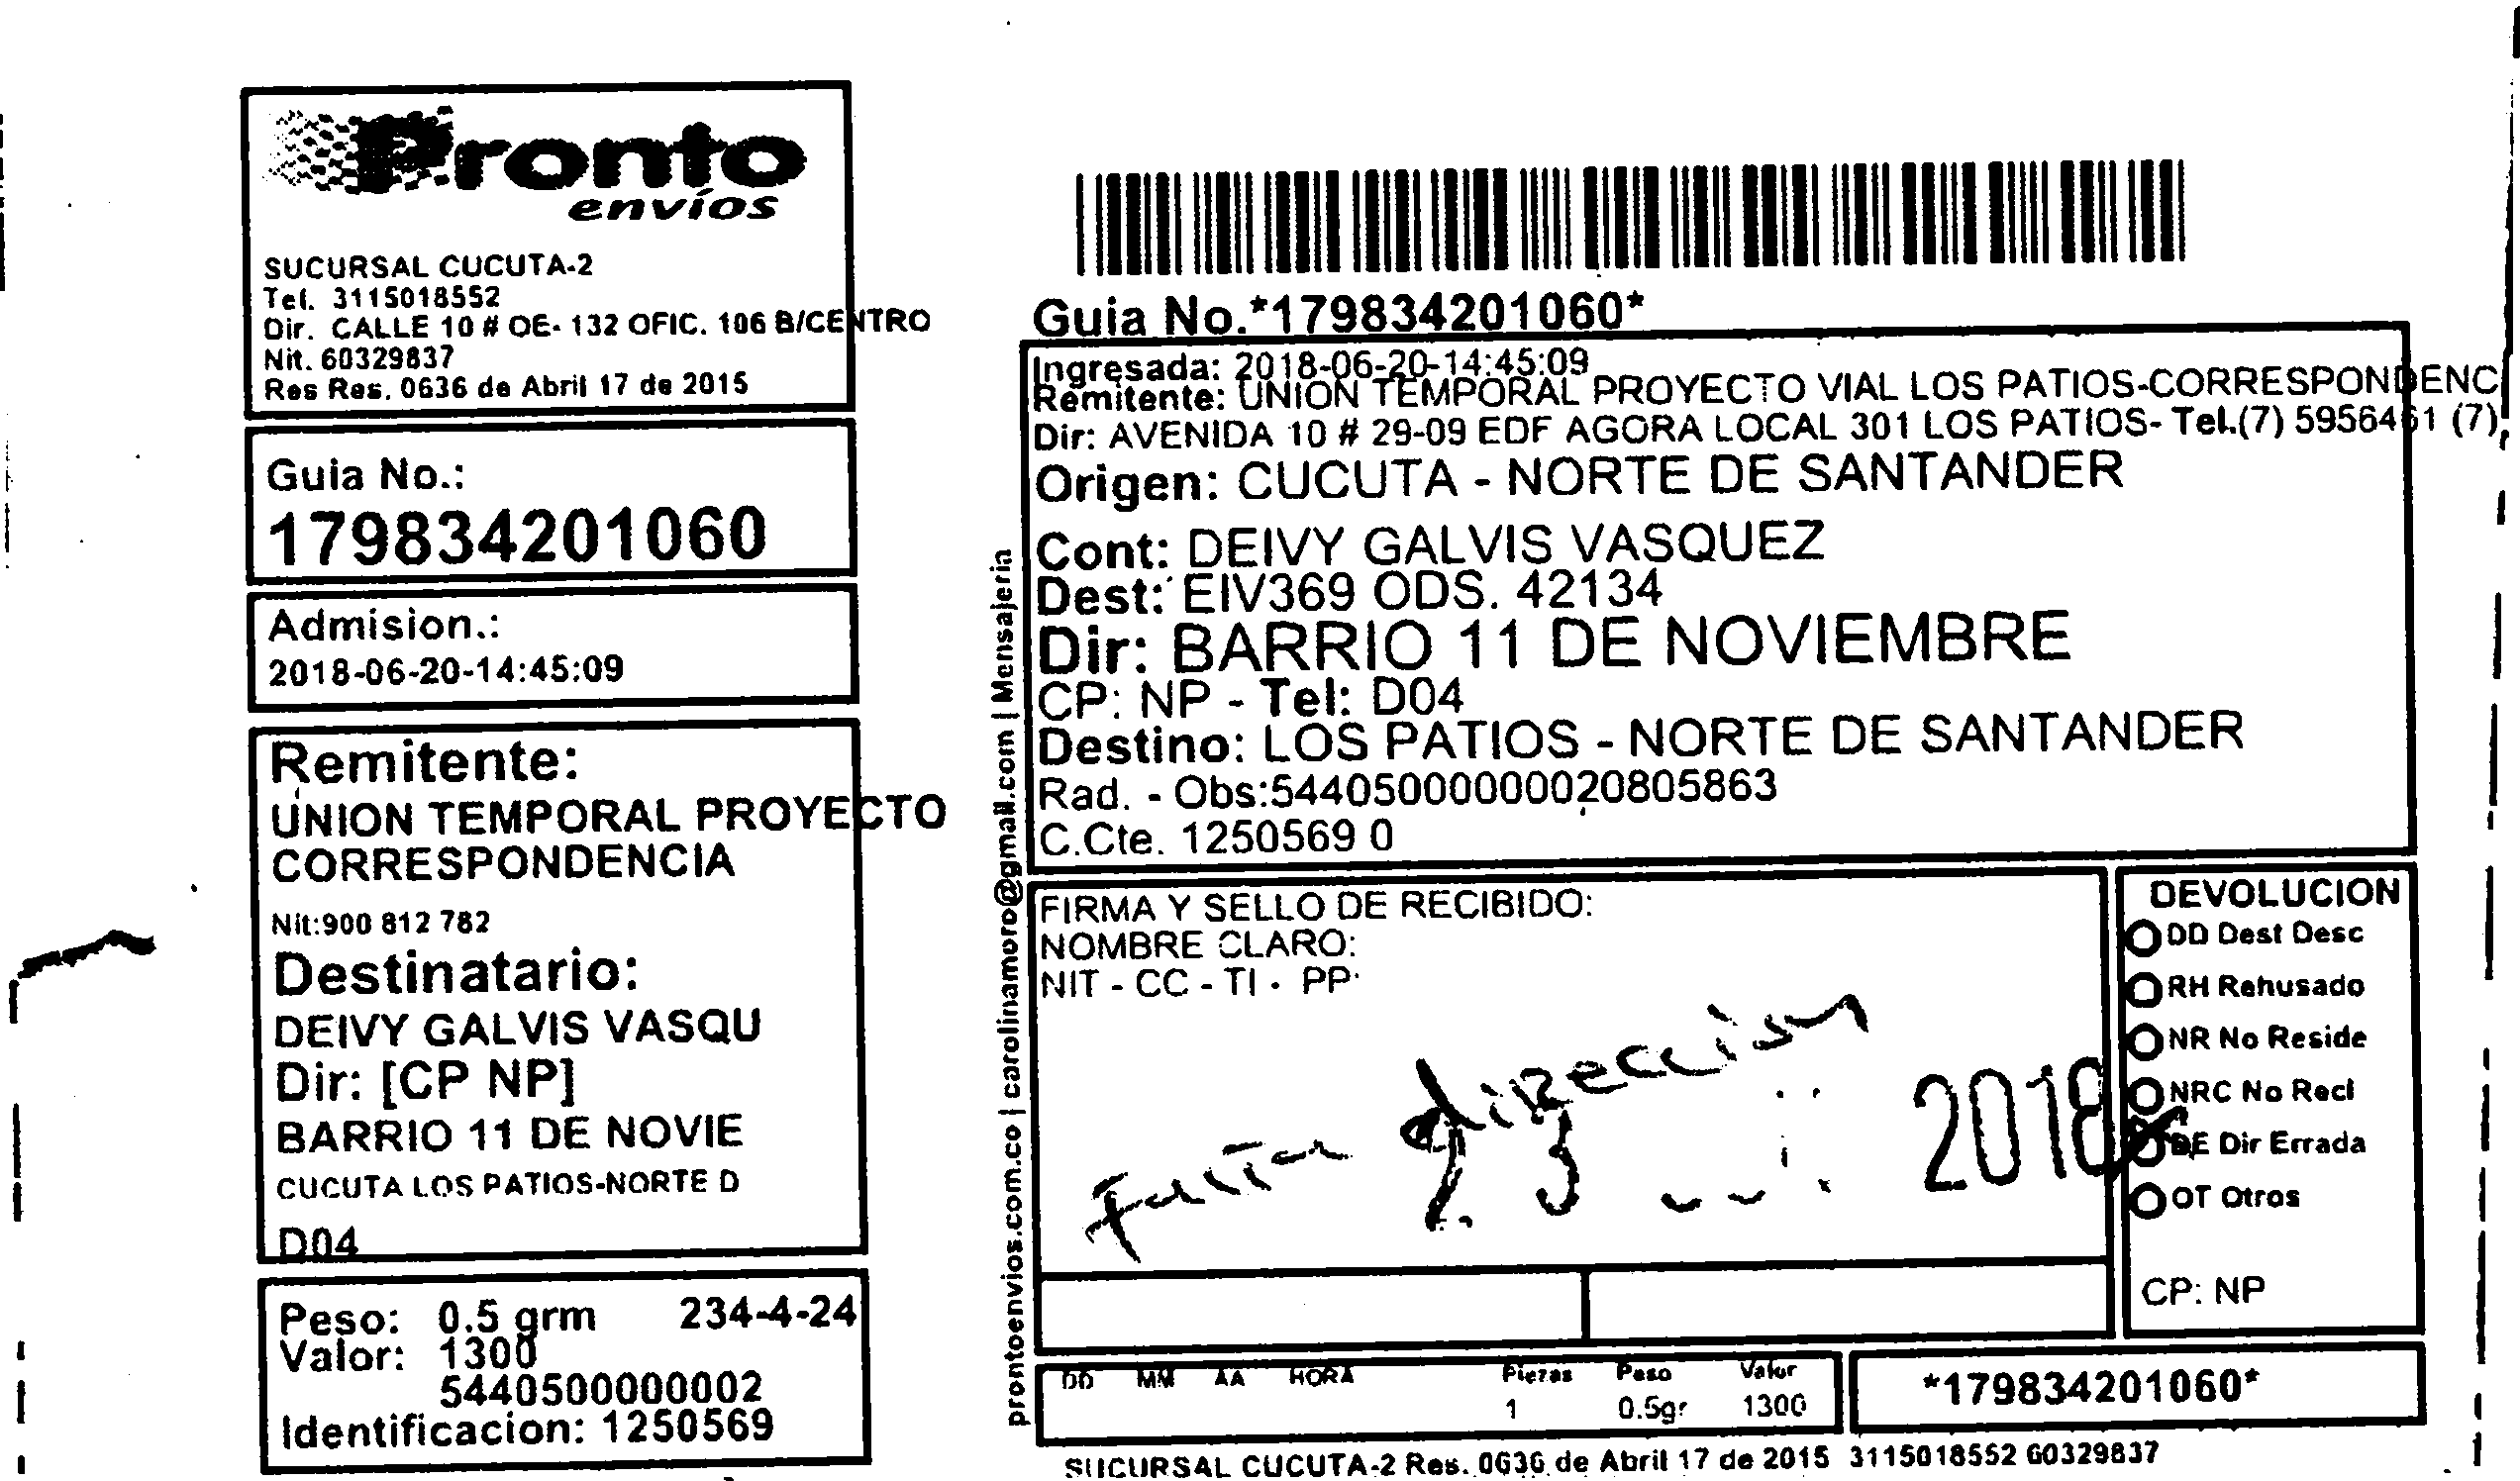 Pronto
envíos
SUCURSAL CUCUTA-2
Tel. 3115018552
Dir. CALLE 10 # OE- 132 OFIC. 106 B/CENTRO
Nit. 60329837
Res Res. 0636 de Abril 17 de 2015
Guia No.:
179834201060
Admision.:
2018-06-20-14:45:09
Remitente:
UNION TEMPORAL PROYECTO
CORRESPONDENCIA
Nit:900 812 782
Destinatario:
DEIVY GALVIS VASQU
Dir: [CP NP]
BARRIO 11 DE NOVIE
CUCUTA LOS PATIOS-NORTE D
D04
Peso: 0.5 grm 234-4-24
Valor: 1300
5440500000002
Identificacion: 1250569
prontoenvios.com.co | carolinamoro@gmail.com | Mensajeria
Guia No.*179834201060*
Ingresada: 2018-06-20-14:45:09
Remitente: UNION TEMPORAL PROYECTO VIAL LOS PATIOS-CORRESPONDENC
Dir: AVENIDA 10 # 29-09 EDF AGORA LOCAL 301 LOS PATIOS- Tel.(7) 5956461 (7)
Origen: CUCUTA - NORTE DE SANTANDER
Cont: DEIVY GALVIS VASQUEZ
Dest: EIV369 ODS. 42134
Dir: BARRIO 11 DE NOVIEMBRE
CP: NP - Tel: D04
Destino: LOS PATIOS - NORTE DE SANTANDER
Rad. - Obs:54405000000020805863
C.Cte. 1250569 0
FIRMA Y SELLO DE RECIBIDO:
NOMBRE CLARO:
NIT - CC - TI - PP
Falta dirección
2018
DEVOLUCION
DD Dest Desc
RH Rehusado
NR No Reside
NRC No Recl
DE Dir Errada
OT Otros
CP: NP
DD MM AA HORA Piezas Peso Valor
1 0.5gr 1300
*179834201060*
SUCURSAL CUCUTA-2 Res. 0636 de Abril 17 de 2015 3115018552 60329837